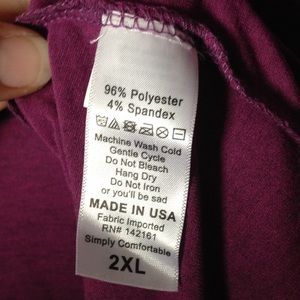 96% Polyester
4% Spandex
Machine Wash Cold
Gentle Cycle
Do Not Bleach
Hang Dry
Do Not Iron
or you'll be sad
MADE IN USA
Fabric Imported
RN# 142161
Simply Comfortable
2XL